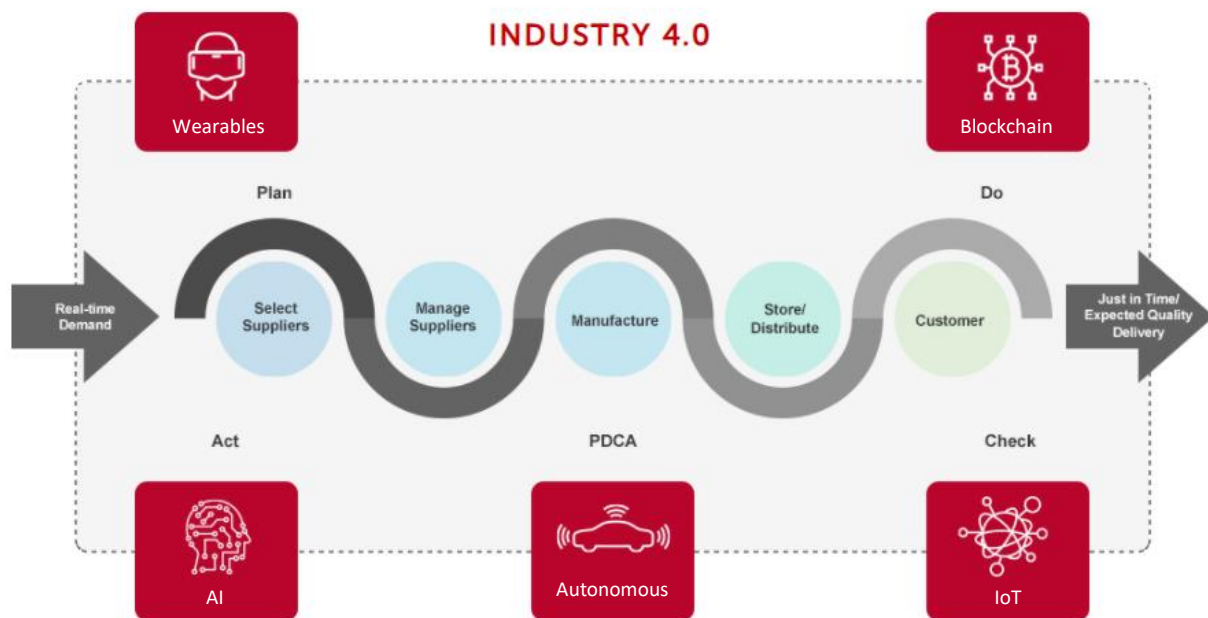 INDUSTRY 4.0
Wearables
Blockchain
Plan
Do
Real-time
Demand
Select
Suppliers
Manage
Suppliers
Manufacture
Store/
Distribute
Customer
Just in Time/
Expected Quality
Delivery
Act
PDCA
Check
AI
Autonomous
IoT